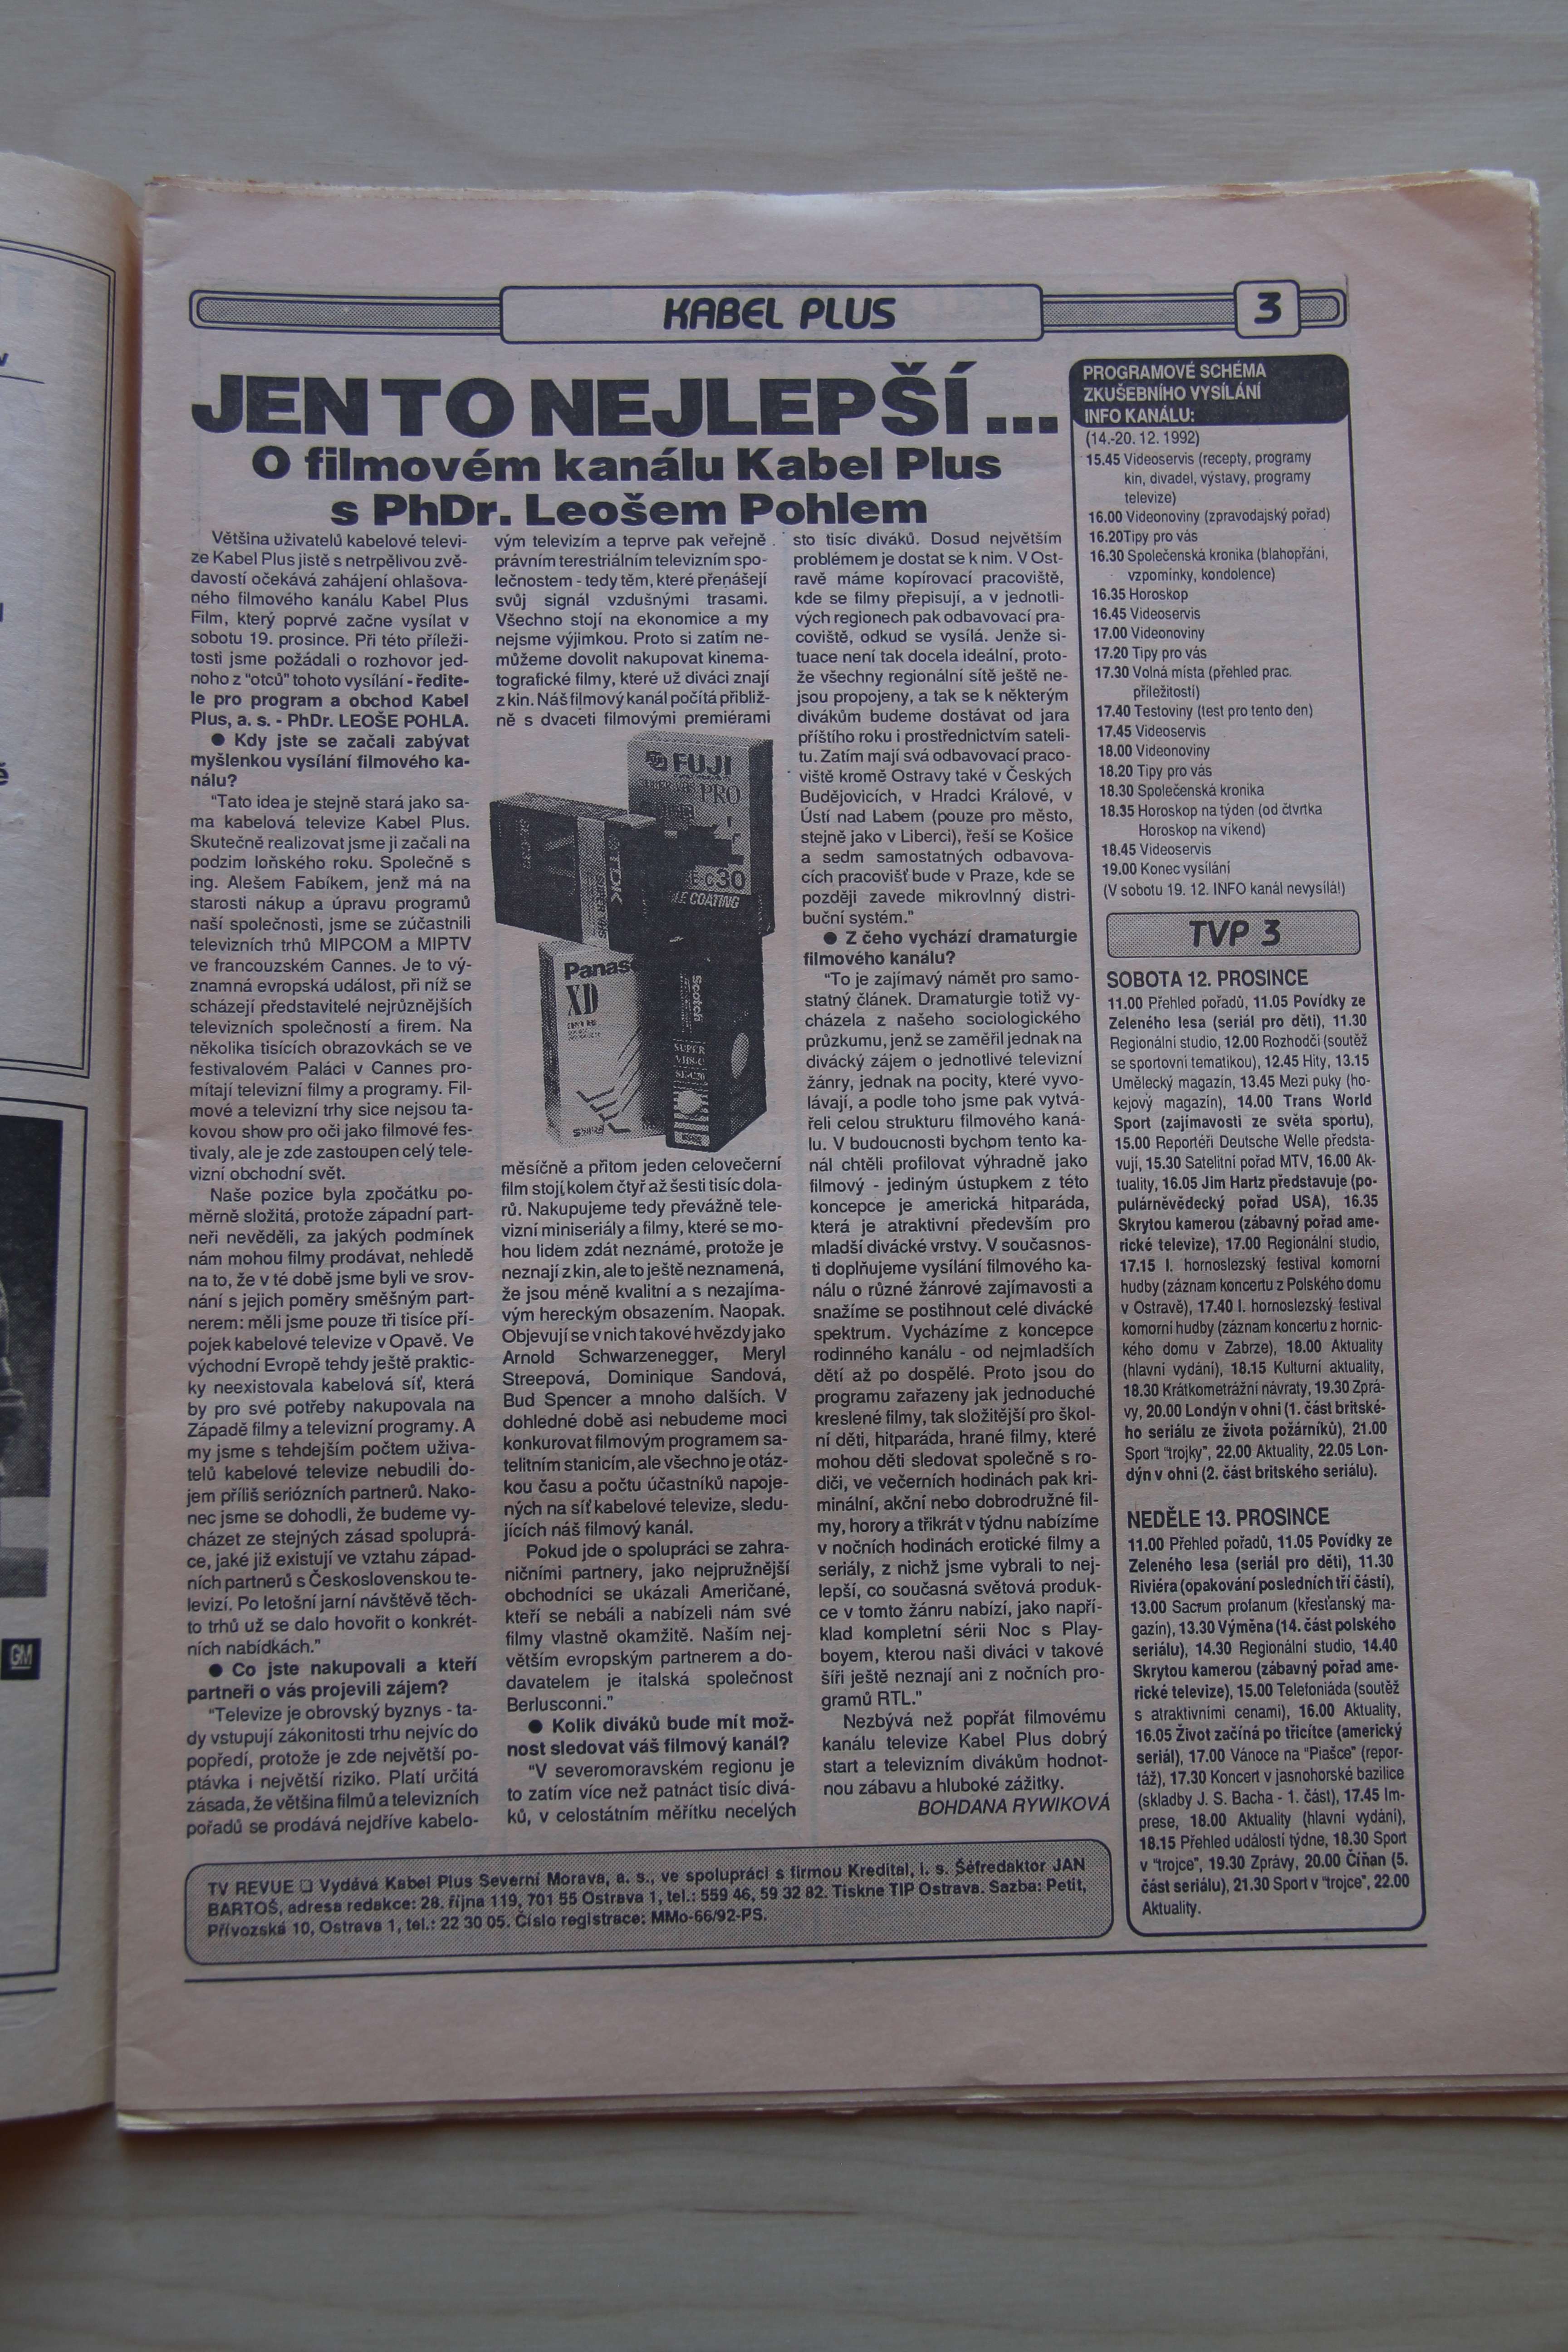 KABEL PLUS
3
JEN TO NEJLEPŠÍ...
O filmovém kanálu Kabel Plus
s PhDr. Leošem Pohlem
Většina uživatelů kabelové televi-
ze Kabel Plus jistě s netrpělivou zvě-
davostí očekává zahájení ohlašova-
ného filmového kanálu Kabel Plus
Film, který poprvé začne vysílat v
sobotu 19. prosince. Při této příleži-
tosti jsme požádali o rozhovor jed-
noho z "otců" tohoto vysílání - ředite-
le pro program a obchod Kabel
Plus, a. s. - PhDr. LEOŠE POHLA.
● Kdy jste se začali zabývat
myšlenkou vysílání filmového ka-
nálu?
"Tato idea je stejně stará jako sa-
ma kabelová televize Kabel Plus.
Skutečně realizovat jsme ji začali na
podzim loňského roku. Společně s
ing. Alešem Fabíkem, jenž má na
starosti nákup a úpravu programů
naší společnosti, jsme se zúčastnili
televizních trhů MIPCOM a MIPTV
ve francouzském Cannes. Je to vý-
znamná evropská událost, při níž se
scházejí představitelé nejrůznějších
televizních společností a firem. Na
několika tisících obrazovkách se ve
festivalovém Paláci v Cannes pro-
mítají televizní filmy a programy. Fil-
mové a televizní trhy sice nejsou ta-
kovou show pro oči jako filmové fes-
tivaly, ale je zde zastoupen celý tele-
vizní obchodní svět.
Naše pozice byla zpočátku po-
měrně složitá, protože západní part-
neři nevěděli, za jakých podmínek
nám mohou filmy prodávat, nehledě
na to, že v té době jsme byli ve srov-
nání s jejich poměry směšným part-
nerem: měli jsme pouze tři tisíce pří-
pojek kabelové televize v Opavě. Ve
východní Evropě tehdy ještě praktic-
ky neexistovala kabelová síť, která
by pro své potřeby nakupovala na
Západě filmy a televizní programy. A
my jsme s tehdejším počtem uživa-
telů kabelové televize nebudili do-
jem příliš seriózních partnerů. Nako-
nec jsme se dohodli, že budeme vy-
cházet ze stejných zásad spoluprá-
ce, jaké již existují ve vztahu západ-
ních partnerů s Československou te-
levizí. Po letošní jarní návštěvě těch-
to trhů už se dalo hovořit o konkrét-
ních nabídkách."
● Co jste nakupovali a kteří
partneři o vás projevili zájem?
"Televize je obrovský byznys - ta-
dy vstupují zákonitosti trhu nejvíc do
popředí, protože je zde největší po-
ptávka i největší riziko. Platí určitá
zásada, že většina filmů a televizních
pořadů se prodává nejdříve kabelo-
vým televizím a teprve pak veřejně
právním terestriálním televizním spo-
lečnostem - tedy těm, které přenášejí
svůj signál vzdušnými trasami.
Všechno stojí na ekonomice a my
nejsme výjimkou. Proto si zatím ne-
můžeme dovolit nakupovat kinema-
tografické filmy, které už diváci znají
z kin. Náš filmový kanál počítá přibliž-
ně s dvaceti filmovými premiérami
FUJI
PRO
SE-C30
TDK
SE-C30
DOUBLE COATING
Panaso
XD
Scotch
SUPER
VHS-C
SE-C30
měsíčně a přitom jeden celovečerní
film stojí kolem čtyř až šesti tisíc dola-
rů. Nakupujeme tedy převážně tele-
vizní miniseriály a filmy, které se mo-
hou lidem zdát neznámé, protože je
neznají z kin, ale to ještě neznamená,
že jsou méně kvalitní a s nezajíma-
vým hereckým obsazením. Naopak.
Objevují se v nich takové hvězdy jako
Arnold Schwarzenegger, Meryl
Streepová, Dominique Sandová,
Bud Spencer a mnoho dalších. V
dohledné době asi nebudeme moci
konkurovat filmovým programem sa-
telitním stanicím, ale všechno je otáz-
kou času a počtu účastníků napoje-
ných na síť kabelové televize, sledu-
jících náš filmový kanál.
Pokud jde o spolupráci se zahra-
ničními partnery, jako nejpružnější
obchodníci se ukázali Američané,
kteří se nebáli a nabízeli nám své
filmy vlastně okamžitě. Naším nej-
větším evropským partnerem a do-
davatelem je italská společnost
Berlusconni."
● Kolik diváků bude mít mož-
nost sledovat váš filmový kanál?
"V severomoravském regionu je
to zatím více než patnáct tisíc divá-
ků, v celostátním měřítku necelých
sto tisíc diváků. Dosud největším
problémem je dostat se k nim. V Ost-
ravě máme kopírovací pracoviště,
kde se filmy přepisují, a v jednotli-
vých regionech pak odbavovací pra-
coviště, odkud se vysílá. Jenže si-
tuace není tak docela ideální, proto-
že všechny regionální sítě ještě ne-
jsou propojeny, a tak se k některým
divákům budeme dostávat od jara
příštího roku i prostřednictvím sateli-
tu. Zatím mají svá odbavovací praco-
viště kromě Ostravy také v Českých
Budějovicích, v Hradci Králové, v
Ústí nad Labem (pouze pro město,
stejně jako v Liberci), řeší se Košice
a sedm samostatných odbavova-
cích pracovišť bude v Praze, kde se
později zavede mikrovlnný distri-
buční systém."
● Z čeho vychází dramaturgie
filmového kanálu?
"To je zajímavý námět pro samo-
statný článek. Dramaturgie totiž vy-
cházela z našeho sociologického
průzkumu, jenž se zaměřil jednak na
divácký zájem o jednotlivé televizní
žánry, jednak na pocity, které vyvo-
lávají, a podle toho jsme pak vytvá-
řeli celou strukturu filmového kaná-
lu. V budoucnosti bychom tento ka-
nál chtěli profilovat výhradně jako
filmový - jediným ústupkem z této
koncepce je americká hitparáda,
která je atraktivní především pro
mladší divácké vrstvy. V současnos-
ti doplňujeme vysílání filmového ka-
nálu o různé žánrové zajímavosti a
snažíme se postihnout celé divácké
spektrum. Vycházíme z koncepce
rodinného kanálu - od nejmladších
dětí až po dospělé. Proto jsou do
programu zařazeny jak jednoduché
kreslené filmy, tak složitější pro škol-
ní děti, hitparáda, hrané filmy, které
mohou děti sledovat společně s ro-
diči, ve večerních hodinách pak kri-
minální, akční nebo dobrodružné fil-
my, horory a třikrát v týdnu nabízíme
v nočních hodinách erotické filmy a
seriály, z nichž jsme vybrali to nej-
lepší, co současná světová produk-
ce v tomto žánru nabízí, jako napří-
klad kompletní sérii Noc s Play-
boyem, kterou naši diváci v takové
šíři ještě neznají ani z nočních pro-
gramů RTL."
Nezbývá než popřát filmovému
kanálu televize Kabel Plus dobrý
start a televizním divákům hodnot-
nou zábavu a hluboké zážitky.
BOHDANA RYWIKOVÁ
PROGRAMOVÉ SCHÉMA
ZKUŠEBNÍHO VYSÍLÁNÍ
INFO KANÁLU:
(14.-20. 12. 1992)
15.45 Videoservis (recepty, programy
kin, divadel, výstavy, programy
televize)
16.00 Videonoviny (zpravodajský pořad)
16.20Tipy pro vás
16.30 Společenská kronika (blahopřání,
vzpomínky, kondolence)
16.35 Horoskop
16.45 Videoservis
17.00 Videonoviny
17.20 Tipy pro vás
17.30 Volná místa (přehled prac.
příležitostí)
17.40 Testoviny (test pro tento den)
17.45 Videoservis
18.00 Videonoviny
18.20 Tipy pro vás
18.30 Společenská kronika
18.35 Horoskop na týden (od čtvrtka
Horoskop na víkend)
18.45 Videoservis
19.00 Konec vysílání
(V sobotu 19. 12. INFO kanál nevysílá!)
TVP 3
SOBOTA 12. PROSINCE
11.00 Přehled pořadů, 11.05 Povídky ze
Zeleného lesa (seriál pro děti), 11.30
Regionální studio, 12.00 Rozhodčí (soutěž
se sportovní tematikou), 12.45 Hity, 13.15
Umělecký magazín, 13.45 Mezi puky (ho-
kejový magazín), 14.00 Trans World
Sport (zajímavosti ze světa sportu),
15.00 Reportéři Deutsche Welle předsta-
vují, 15.30 Satelitní pořad MTV, 16.00 Ak-
tuality, 16.05 Jim Hartz představuje (po-
pulárněvědecký pořad USA), 16.35
Skrytou kamerou (zábavný pořad ame-
rické televize), 17.00 Regionální studio,
17.15 I. hornoslezský festival komorní
hudby (záznam koncertu z Polského domu
v Ostravě), 17.40 I. hornoslezský festival
komorní hudby (záznam koncertu z hornic-
kého domu v Zabrze), 18.00 Aktuality
(hlavní vydání), 18.15 Kulturní aktuality,
18.30 Krátkometrážní návraty, 19.30 Zprá-
vy, 20.00 Londýn v ohni (1. část britské-
ho seriálu ze života požárníků), 21.00
Sport "trojky", 22.00 Aktuality, 22.05 Lon-
dýn v ohni (2. část britského seriálu).
NEDĚLE 13. PROSINCE
11.00 Přehled pořadů, 11.05 Povídky ze
Zeleného lesa (seriál pro děti), 11.30
Riviéra (opakování posledních tří částí),
13.00 Sacrum profanum (křesťanský ma-
gazín), 13.30 Výměna (14. část polského
seriálu), 14.30 Regionální studio, 14.40
Skrytou kamerou (zábavný pořad ame-
rické televize), 15.00 Telefoniáda (soutěž
s atraktivními cenami), 16.00 Aktuality,
16.05 Život začíná po třicítce (americký
seriál), 17.00 Vánoce na "Piašce" (repor-
táž), 17.30 Koncert v jasnohorské bazilice
(skladby J. S. Bacha - 1. část), 17.45 Im-
prese, 18.00 Aktuality (hlavní vydání),
18.15 Přehled událostí týdne, 18.30 Sport
v "trojce", 19.30 Zprávy, 20.00 Číňan (5.
část seriálu), 21.30 Sport v "trojce", 22.00
Aktuality.
TV REVUE ❑ Vydává Kabel Plus Severní Morava, a. s., ve spolupráci s firmou Kredital, i. s. Šéfredaktor JAN
BARTOŠ, adresa redakce: 28. října 119, 701 55 Ostrava 1, tel.: 559 46, 59 32 82. Tiskne TIP Ostrava. Sazba: Petit,
Přívozská 10, Ostrava 1, tel.: 22 30 05. Číslo registrace: MMo-66/92-PS.
GM